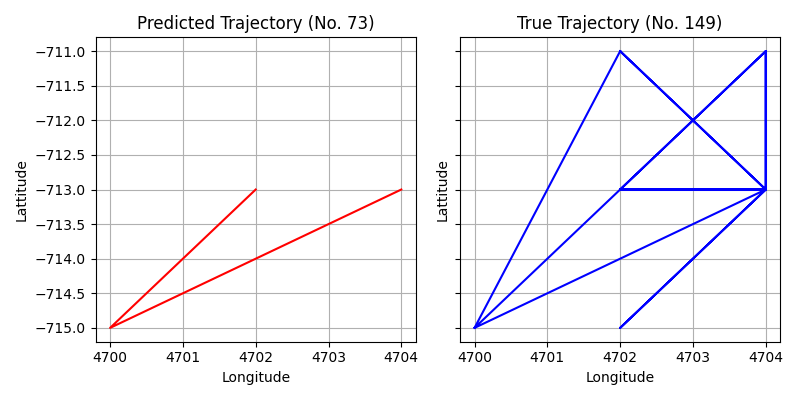 Predicted Trajectory (No. 73)
Lattitude
−711.0
−711.5
−712.0
−712.5
−713.0
−713.5
−714.0
−714.5
−715.0
4700 4701 4702 4703 4704
Longitude
True Trajectory (No. 149)
Lattitude
4700 4701 4702 4703 4704
Longitude